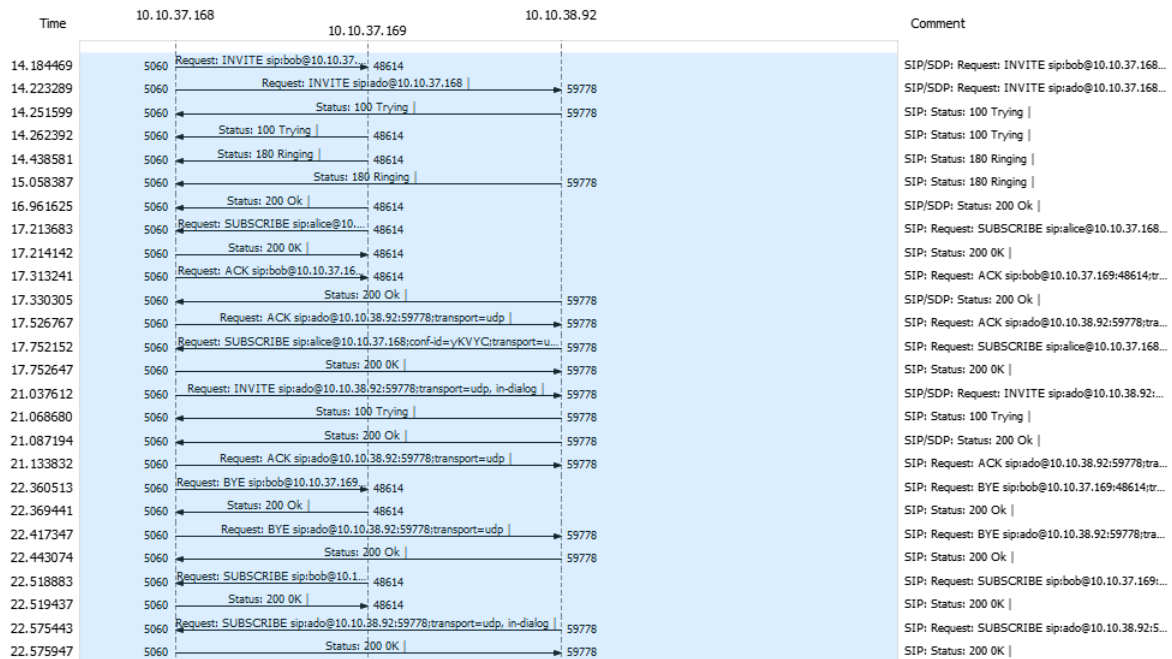 Time 10.10.37.168 10.10.37.169 10.10.38.92 Comment
14.184469 5060 Request: INVITE sip:bob@10.10.37.... 48614 SIP/SDP: Request: INVITE sip:bob@10.10.37.168...
14.223289 5060 Request: INVITE sip:ado@10.10.37.168 | 59778 SIP/SDP: Request: INVITE sip:ado@10.10.37.168...
14.251599 5060 Status: 100 Trying | 59778 SIP: Status: 100 Trying |
14.262392 5060 Status: 100 Trying | 48614 SIP: Status: 100 Trying |
14.438581 5060 Status: 180 Ringing | 48614 SIP: Status: 180 Ringing |
15.058387 5060 Status: 180 Ringing | 59778 SIP: Status: 180 Ringing |
16.961625 5060 Status: 200 Ok | 48614 SIP/SDP: Status: 200 Ok |
17.213683 5060 Request: SUBSCRIBE sip:alice@10.... 48614 SIP: Request: SUBSCRIBE sip:alice@10.10.37.168...
17.214142 5060 Status: 200 0K | 48614 SIP: Status: 200 0K |
17.313241 5060 Request: ACK sip:bob@10.10.37.16... 48614 SIP: Request: ACK sip:bob@10.10.37.169:48614;tr...
17.330305 5060 Status: 200 Ok | 59778 SIP/SDP: Status: 200 Ok |
17.526767 5060 Request: ACK sip:ado@10.10.38.92:59778;transport=udp | 59778 SIP: Request: ACK sip:ado@10.10.38.92:59778;tra...
17.752152 5060 Request: SUBSCRIBE sip:alice@10.10.37.168;conf-id=yKVYC;transport=u... 59778 SIP: Request: SUBSCRIBE sip:alice@10.10.37.168...
17.752647 5060 Status: 200 0K | 59778 SIP: Status: 200 0K |
21.037612 5060 Request: INVITE sip:ado@10.10.38.92:59778;transport=udp, in-dialog | 59778 SIP/SDP: Request: INVITE sip:ado@10.10.38.92:...
21.068680 5060 Status: 100 Trying | 59778 SIP: Status: 100 Trying |
21.087194 5060 Status: 200 Ok | 59778 SIP/SDP: Status: 200 Ok |
21.133832 5060 Request: ACK sip:ado@10.10.38.92:59778;transport=udp | 59778 SIP: Request: ACK sip:ado@10.10.38.92:59778;tra...
22.360513 5060 Request: BYE sip:bob@10.10.37.169... 48614 SIP: Request: BYE sip:bob@10.10.37.169:48614;tr...
22.369441 5060 Status: 200 Ok | 48614 SIP: Status: 200 Ok |
22.417347 5060 Request: BYE sip:ado@10.10.38.92:59778;transport=udp | 59778 SIP: Request: BYE sip:ado@10.10.38.92:59778;tra...
22.443074 5060 Status: 200 Ok | 59778 SIP: Status: 200 Ok |
22.518883 5060 Request: SUBSCRIBE sip:bob@10.1... 48614 SIP: Request: SUBSCRIBE sip:bob@10.10.37.169:...
22.519437 5060 Status: 200 0K | 48614 SIP: Status: 200 0K |
22.575443 5060 Request: SUBSCRIBE sip:ado@10.10.38.92:59778;transport=udp, in-dialog | 59778 SIP: Request: SUBSCRIBE sip:ado@10.10.38.92:5...
22.575947 5060 Status: 200 0K | 59778 SIP: Status: 200 0K |